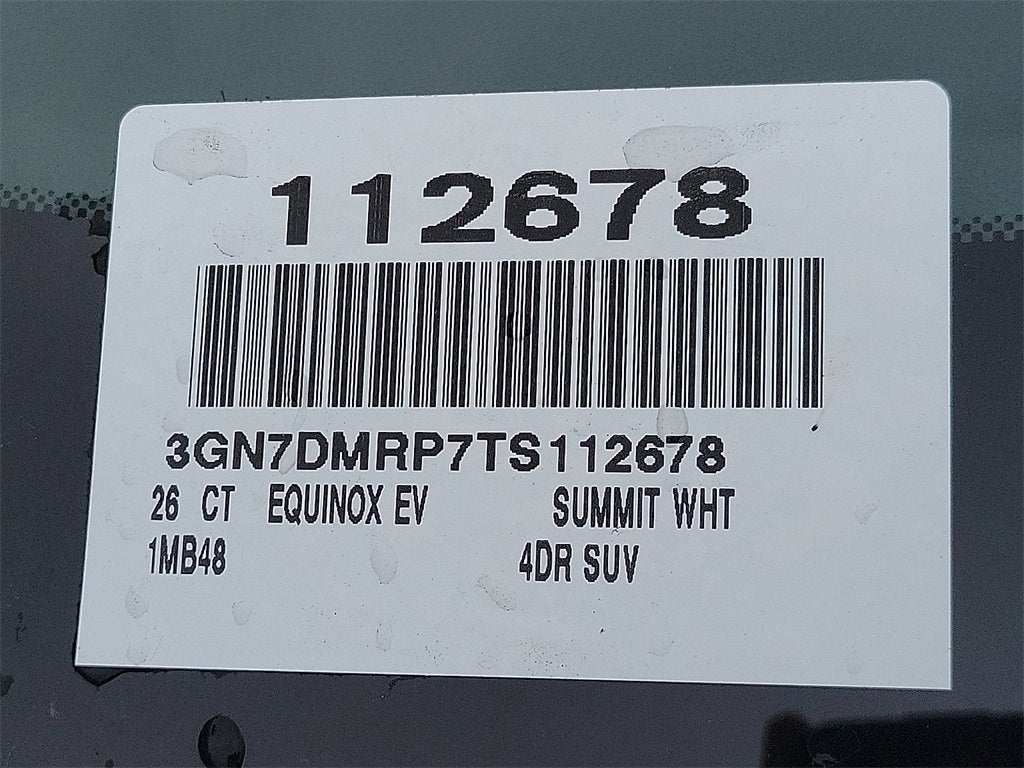 112678
3GN7DMRP7TS112678
26 CT EQUINOX EV SUMMIT WHT
1MB48 4DR SUV